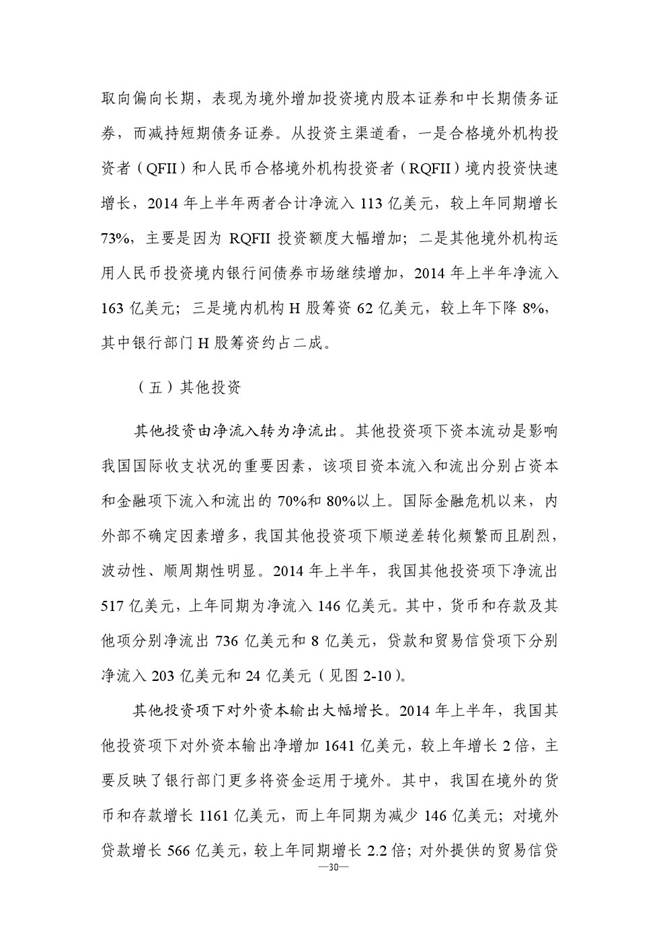 取向偏向长期，表现为境外增加投资境内股本证券和中长期债务证
券，而减持短期债务证券。从投资主渠道看，一是合格境外机构投
资者（QFII）和人民币合格境外机构投资者（RQFII）境内投资快速
增长，2014 年上半年两者合计净流入 113 亿美元，较上年同期增长
73%，主要是因为 RQFII 投资额度大幅增加；二是其他境外机构运
用人民币投资境内银行间债券市场继续增加，2014 年上半年净流入
163 亿美元；三是境内机构 H 股筹资 62 亿美元，较上年下降 8%，
其中银行部门 H 股筹资约占二成。
（五）其他投资
其他投资由净流入转为净流出。其他投资项下资本流动是影响
我国国际收支状况的重要因素，该项目资本流入和流出分别占资本
和金融项下流入和流出的 70%和 80%以上。国际金融危机以来，内
外部不确定因素增多，我国其他投资项下顺逆差转化频繁而且剧烈，
波动性、顺周期性明显。2014 年上半年，我国其他投资项下净流出
517 亿美元，上年同期为净流入 146 亿美元。其中，货币和存款及其
他项分别净流出 736 亿美元和 8 亿美元，贷款和贸易信贷项下分别
净流入 203 亿美元和 24 亿美元（见图 2-10）。
其他投资项下对外资本输出大幅增长。2014 年上半年，我国其
他投资项下对外资本输出净增加 1641 亿美元，较上年增长 2 倍，主
要反映了银行部门更多将资金运用于境外。其中，我国在境外的货
币和存款增长 1161 亿美元，而上年同期为减少 146 亿美元；对境外
贷款增长 566 亿美元，较上年同期增长 2.2 倍；对外提供的贸易信贷
—30—